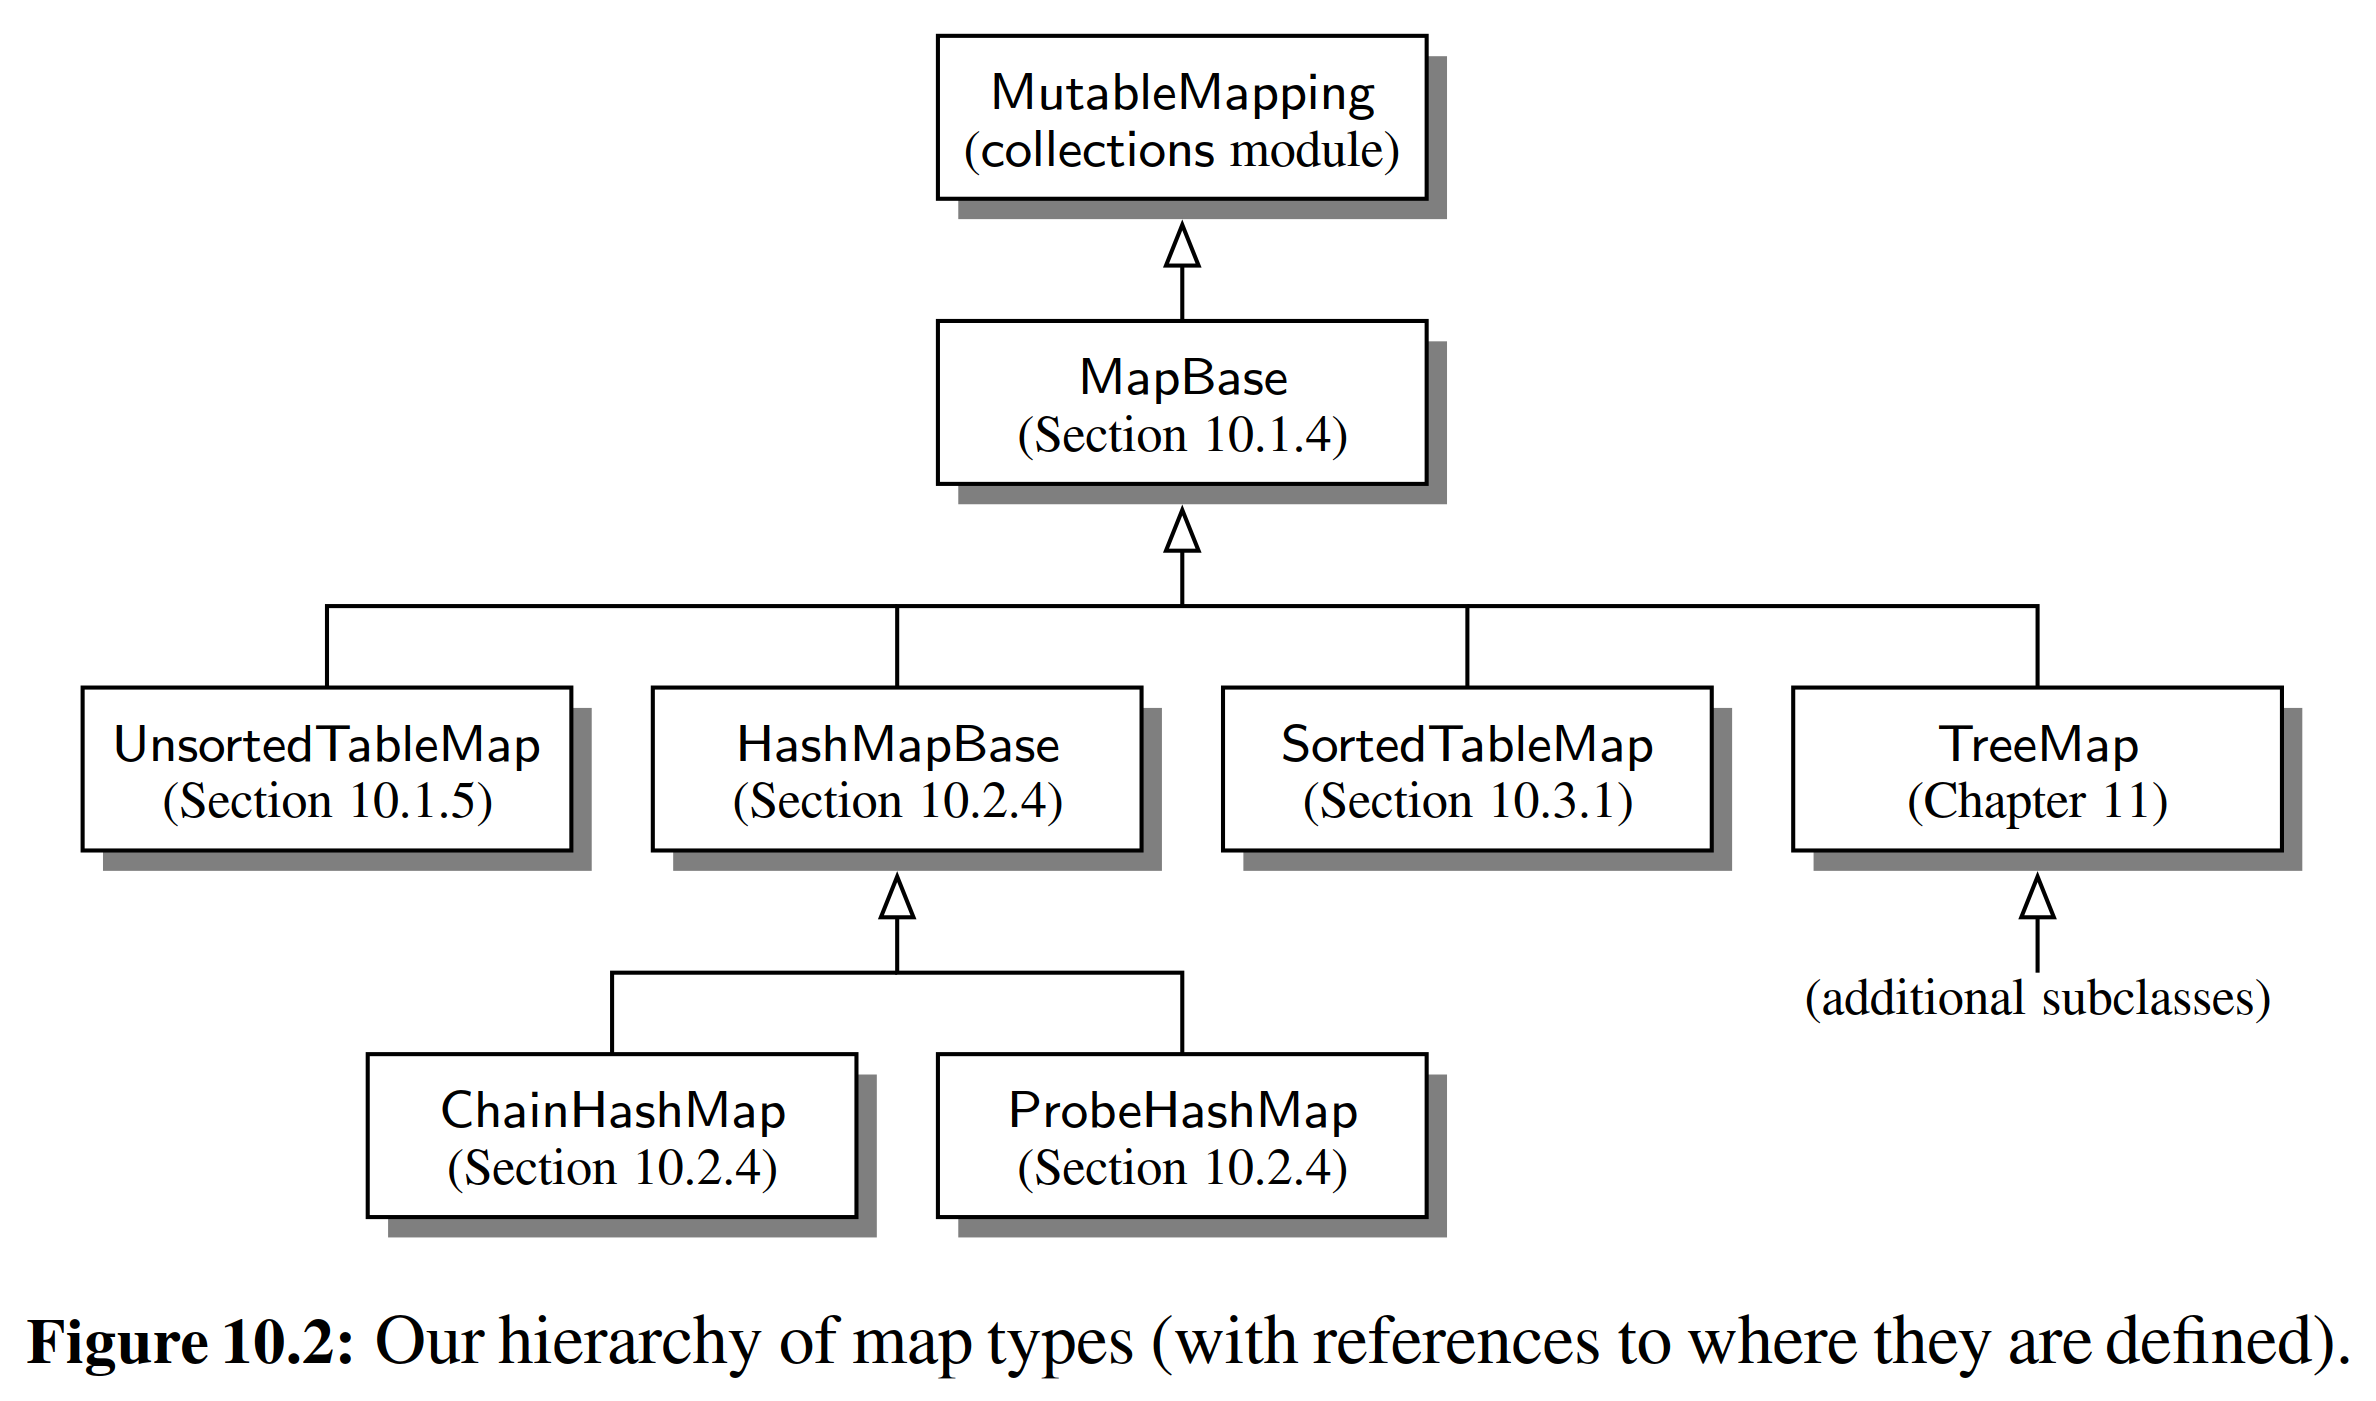 MutableMapping
(collections module)
MapBase
(Section 10.1.4)
UnsortedTableMap
(Section 10.1.5)
HashMapBase
(Section 10.2.4)
SortedTableMap
(Section 10.3.1)
TreeMap
(Chapter 11)
(additional subclasses)
ChainHashMap
(Section 10.2.4)
ProbeHashMap
(Section 10.2.4)
Figure 10.2: Our hierarchy of map types (with references to where they are defined).